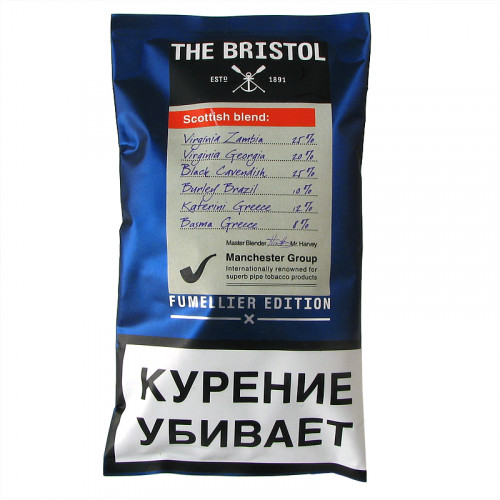 THE BRISTOL
ESTD 1891
Scottish blend:
Virginia Zambia 25%
Virginia Georgia 20%
Black Cavendish 25%
Burley Brazil 10%
Katerini Greece 12%
Basma Greece 8%
Master Blender Mr. Harvey
Manchester Group
Internationally renowned for
superb pipe tobacco products
FUMELLIER EDITION
КУРЕНИЕ
УБИВАЕТ